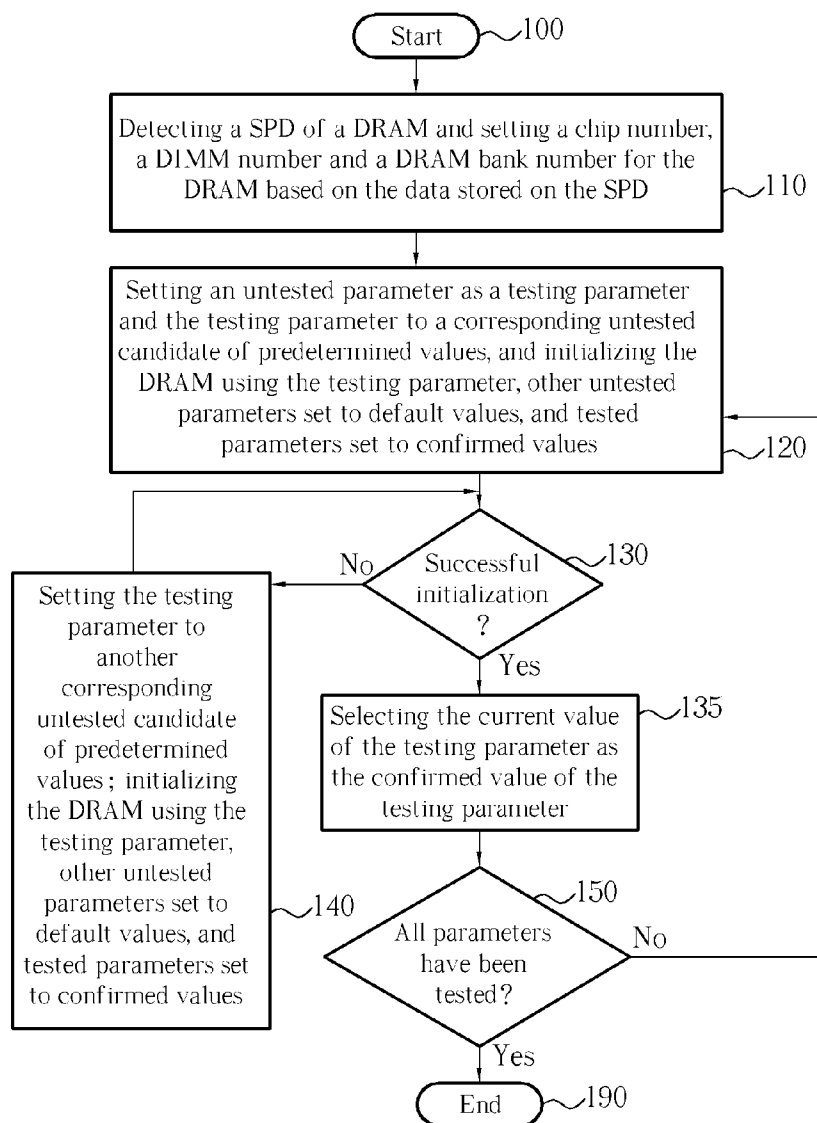 Start
100
Detecting a SPD of a DRAM and setting a chip number,
a DIMM number and a DRAM bank number for the
DRAM based on the data stored on the SPD
110
Setting an untested parameter as a testing parameter
and the testing parameter to a corresponding untested
candidate of predetermined values, and initializing the
DRAM using the testing parameter, other untested
parameters set to default values, and tested
parameters set to confirmed values
120
130
No
Successful
initialization
?
Yes
Setting the testing
parameter to
another
corresponding
untested candidate
of predetermined
values; initializing
the DRAM using the
testing parameter,
other untested
parameters set to
default values, and
tested parameters set
to confirmed values
140
135
Selecting the current value
of the testing parameter as
the confirmed value of the
testing parameter
150
All parameters
have been
tested?
No
Yes
End
190